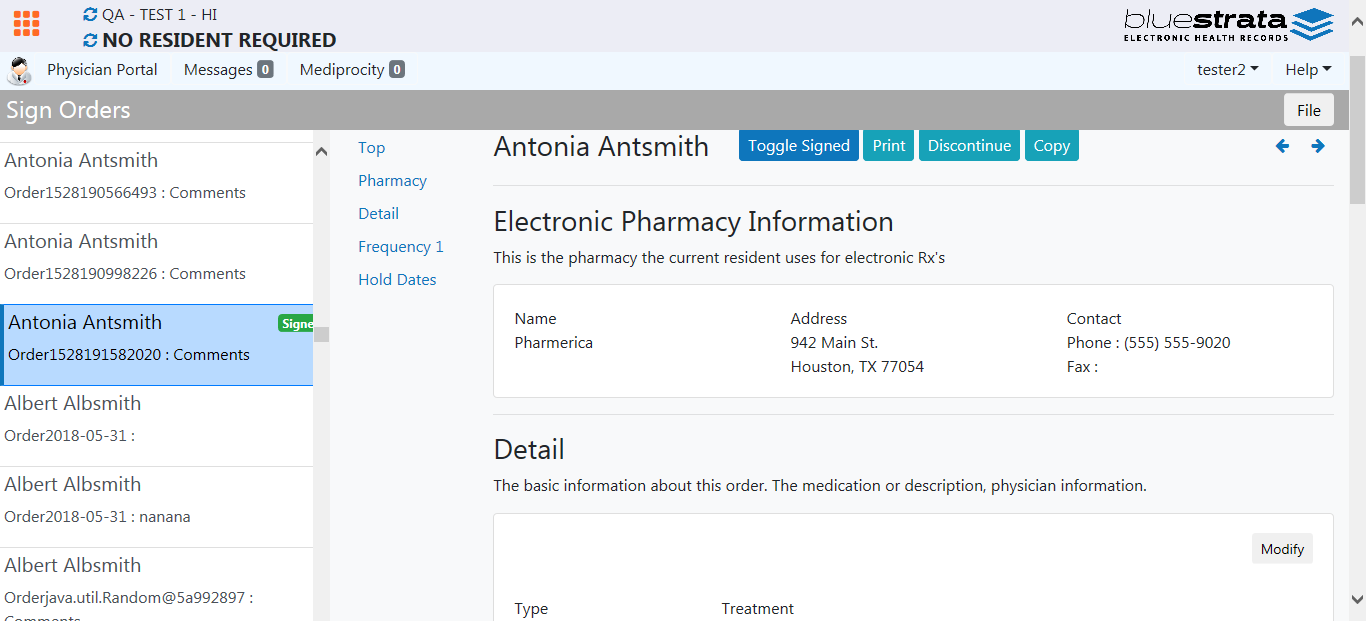 QA - TEST 1 - HI
NO RESIDENT REQUIRED
bluestrata
ELECTRONIC HEALTH RECORDS
Physician Portal
Messages 0
Mediprocity 0
tester2
Help
Sign Orders
File
Antonia Antsmith
Order1528190566493 : Comments
Antonia Antsmith
Order1528190998226 : Comments
Antonia Antsmith
Signe
Order1528191582020 : Comments
Albert Albsmith
Order2018-05-31 :
Albert Albsmith
Order2018-05-31 : nanana
Albert Albsmith
Orderjava.util.Random@5a992897 :
Comments
Top
Pharmacy
Detail
Frequency 1
Hold Dates
Antonia Antsmith
Toggle Signed
Print
Discontinue
Copy
Electronic Pharmacy Information
This is the pharmacy the current resident uses for electronic Rx's
Name
Pharmerica
Address
942 Main St.
Houston, TX 77054
Contact
Phone : (555) 555-9020
Fax :
Detail
The basic information about this order. The medication or description, physician information.
Modify
Type
Treatment